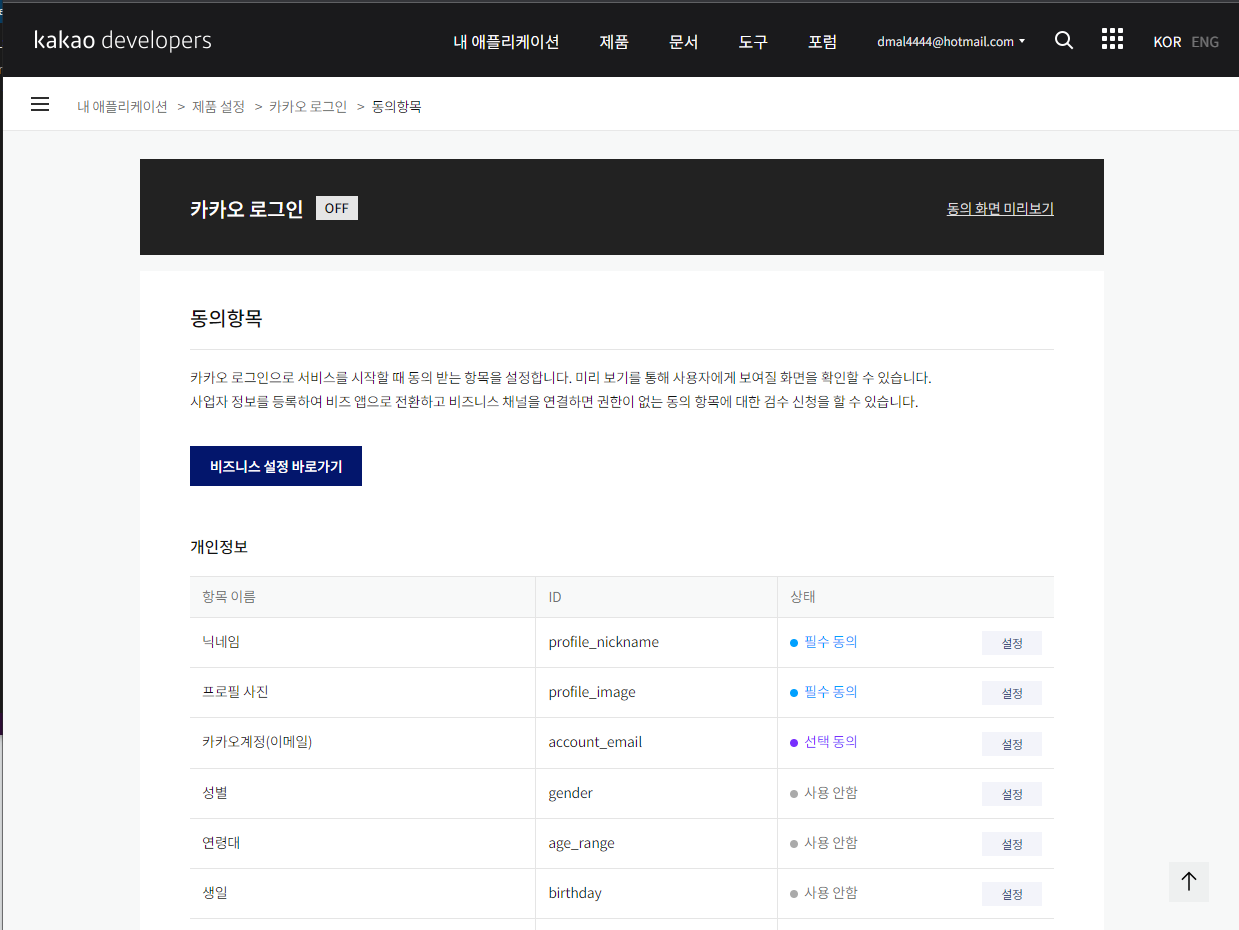 kakao developers
내 애플리케이션 제품 문서 도구 포럼 dmal4444@hotmail.com KOR ENG
내 애플리케이션 > 제품 설정 > 카카오 로그인 > 동의항목
카카오 로그인 OFF 동의 화면 미리보기
동의항목
카카오 로그인으로 서비스를 시작할 때 동의 받는 항목을 설정합니다. 미리 보기를 통해 사용자에게 보여질 화면을 확인할 수 있습니다.
사업자 정보를 등록하여 비즈 앱으로 전환하고 비즈니스 채널을 연결하면 권한이 없는 동의 항목에 대한 검수 신청을 할 수 있습니다.
비즈니스 설정 바로가기
개인정보
항목 이름 ID 상태
닉네임 profile_nickname 필수 동의 설정
프로필 사진 profile_image 필수 동의 설정
카카오계정(이메일) account_email 선택 동의 설정
성별 gender 사용 안함 설정
연령대 age_range 사용 안함 설정
생일 birthday 사용 안함 설정